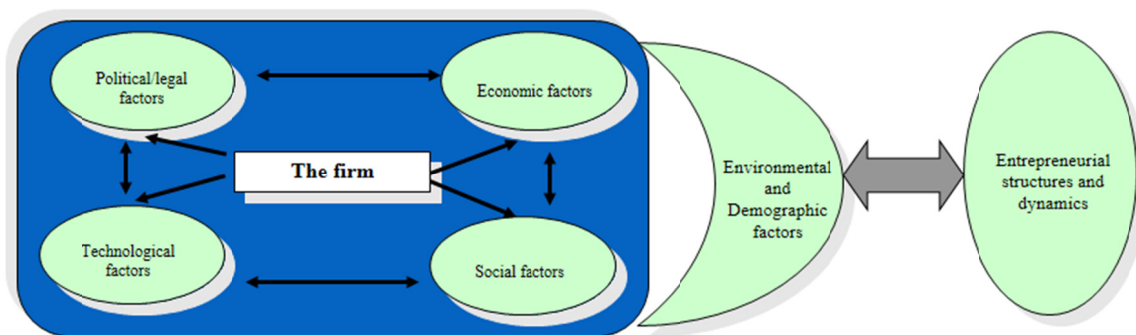 Political/legal
factors
Economic factors
The firm
Technological
factors
Social factors
Environmental
and
Demographic
factors
Entrepreneurial
structures and
dynamics